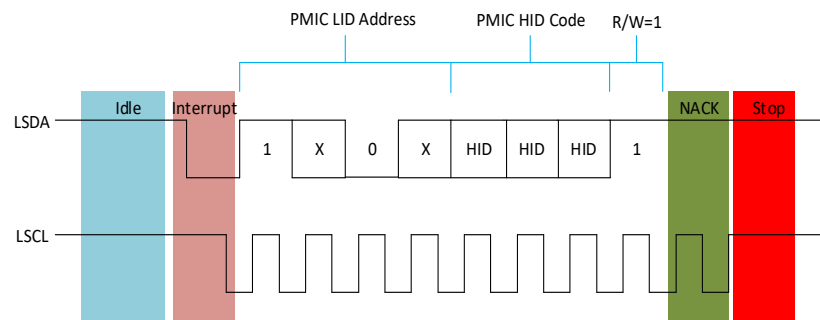 PMIC LID Address PMIC HID Code R/W=1
Idle Interrupt NACK Stop
LSDA
1 X 0 X HID HID HID 1
LSCL